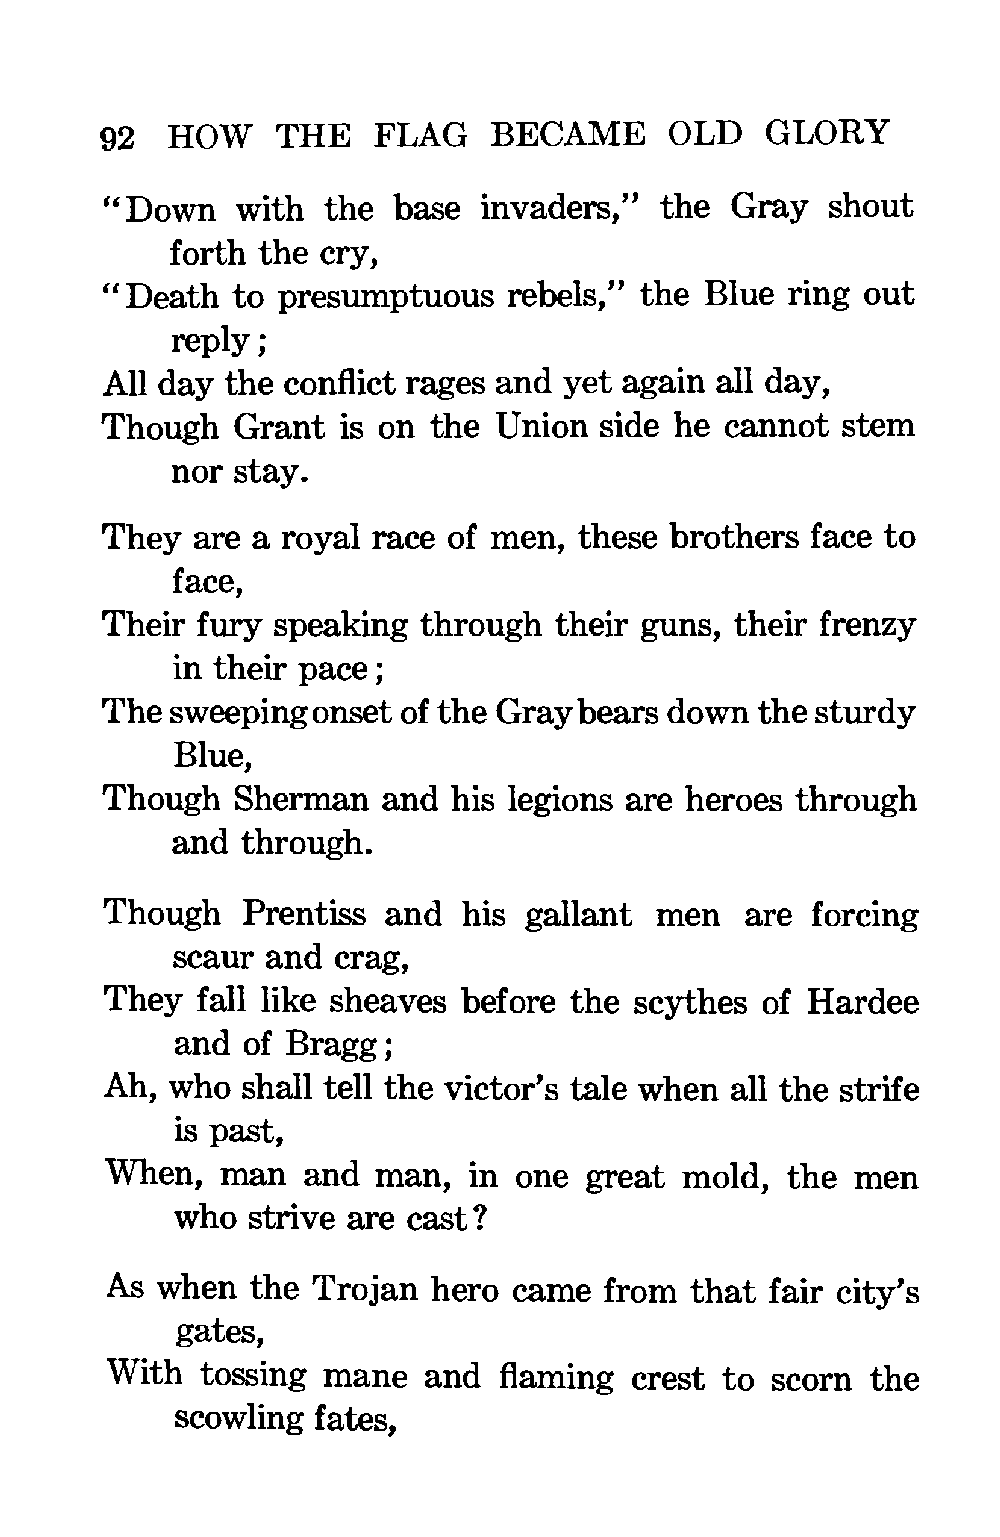 92 HOW THE FLAG BECAME OLD GLORY
“Down with the base invaders,” the Gray shout
forth the cry,
“Death to presumptuous rebels,” the Blue ring out
reply;
All day the conflict rages and yet again all day,
Though Grant is on the Union side he cannot stem
nor stay.
They are a royal race of men, these brothers face to
face,
Their fury speaking through their guns, their frenzy
in their pace;
The sweeping onset of the Gray bears down the sturdy
Blue,
Though Sherman and his legions are heroes through
and through.
Though Prentiss and his gallant men are forcing
scaur and crag,
They fall like sheaves before the scythes of Hardee
and of Bragg;
Ah, who shall tell the victor’s tale when all the strife
is past,
When, man and man, in one great mold, the men
who strive are cast?
As when the Trojan hero came from that fair city’s
gates,
With tossing mane and flaming crest to scorn the
scowling fates,